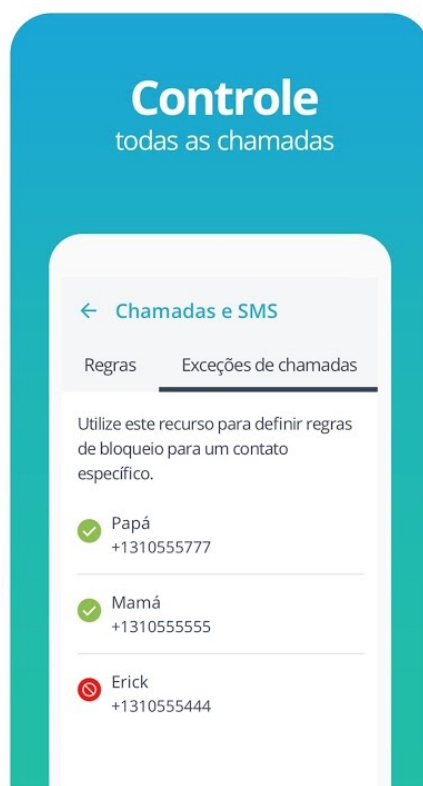 Controle
todas as chamadas
Chamadas e SMS
Regras
Exceções de chamadas
Utilize este recurso para definir regras
de bloqueio para um contato
específico.
Papá
+1310555777
Mamá
+1310555555
Erick
+1310555444